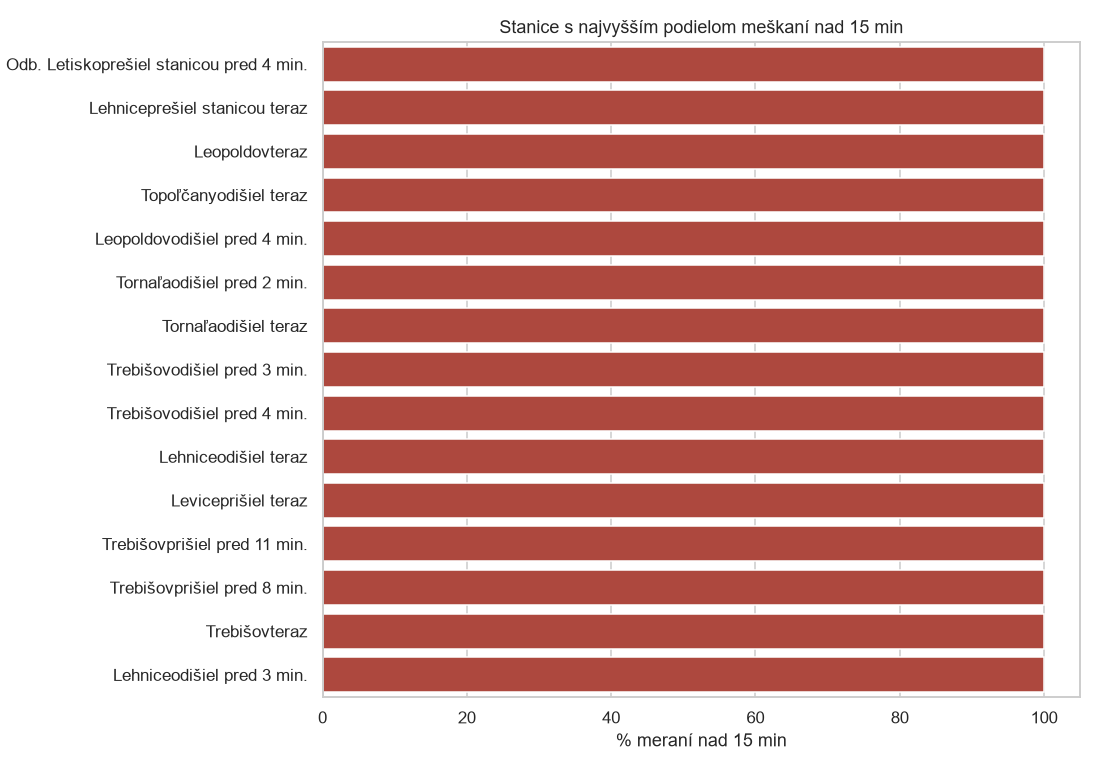 Stanice s najvyšším podielom meškaní nad 15 min
Odb. Letiskoprešiel stanicou pred 4 min.
Lehniceprešiel stanicou teraz
Leopoldovteraz
Topoľčanyodišiel teraz
Leopoldovodišiel pred 4 min.
Tornaľaodišiel pred 2 min.
Tornaľaodišiel teraz
Trebišovodišiel pred 3 min.
Trebišovodišiel pred 4 min.
Lehniceodišiel teraz
Leviceprišiel teraz
Trebišovprišiel pred 11 min.
Trebišovprišiel pred 8 min.
Trebišovteraz
Lehniceodišiel pred 3 min.
0 20 40 60 80 100
% meraní nad 15 min